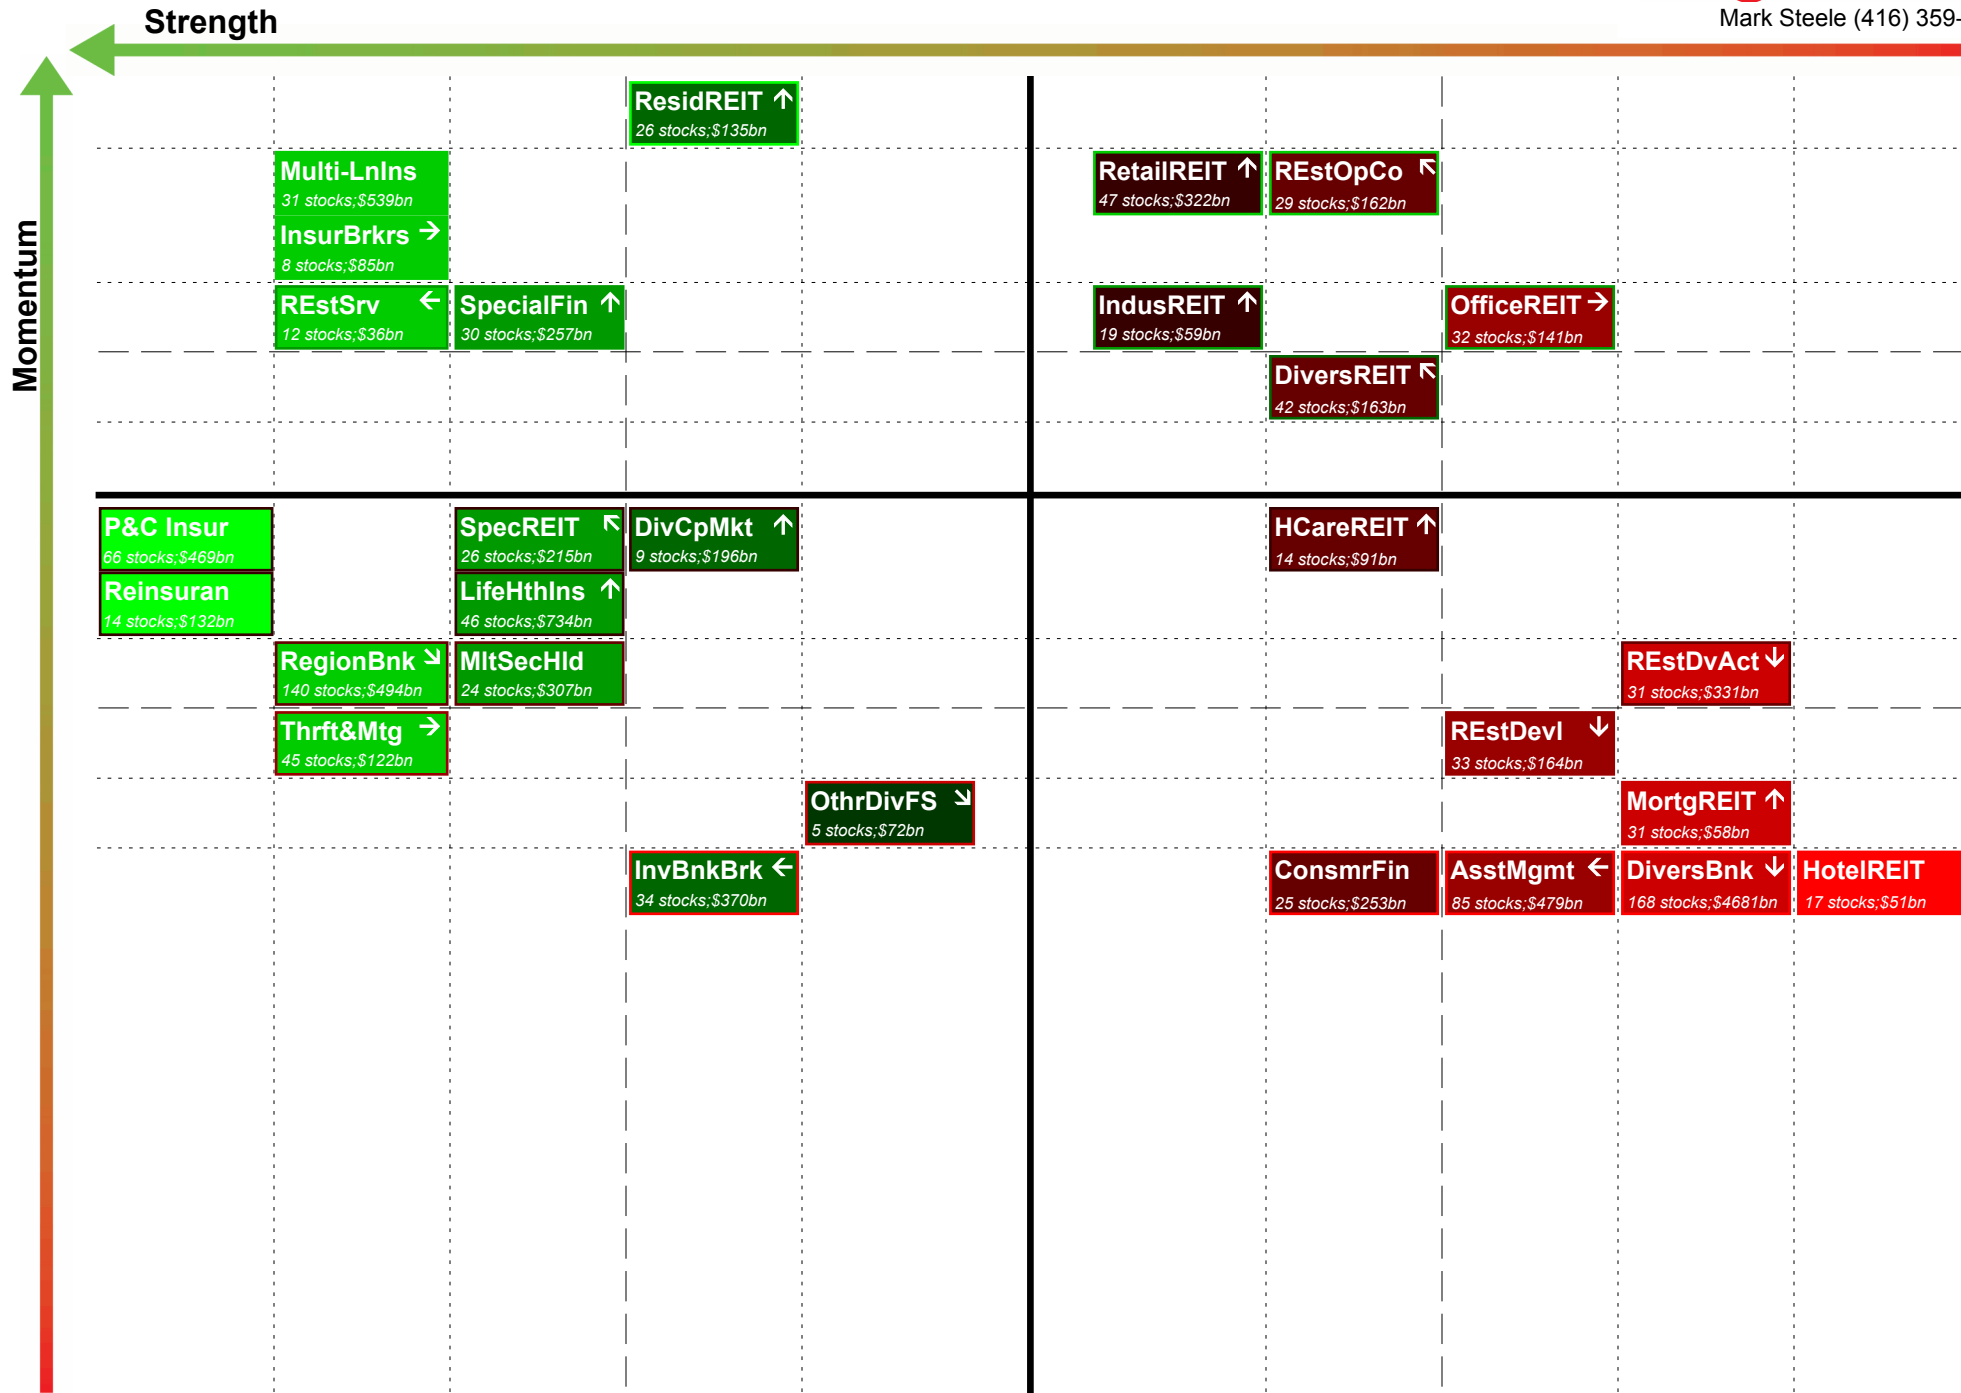 Strength
Mark Steele (416) 359-
Momentum
ResidREIT
26 stocks;$135bn
Multi-LnIns
31 stocks;$539bn
RetailREIT
47 stocks;$322bn
REstOpCo
29 stocks;$162bn
InsurBrkrs
8 stocks;$85bn
REstSrv
12 stocks;$36bn
SpecialFin
30 stocks;$257bn
IndusREIT
19 stocks;$59bn
OfficeREIT
32 stocks;$141bn
DiversREIT
42 stocks;$163bn
P&C Insur
66 stocks;$469bn
SpecREIT
26 stocks;$215bn
DivCpMkt
9 stocks;$196bn
HCareREIT
14 stocks;$91bn
Reinsuran
14 stocks;$132bn
LifeHthIns
46 stocks;$734bn
RegionBnk
140 stocks;$494bn
MltSecHld
24 stocks;$307bn
REstDvAct
31 stocks;$331bn
Thrft&Mtg
45 stocks;$122bn
REstDevl
33 stocks;$164bn
OthrDivFS
5 stocks;$72bn
MortgREIT
31 stocks;$58bn
InvBnkBrk
34 stocks;$370bn
ConsmrFin
25 stocks;$253bn
AsstMgmt
85 stocks;$479bn
DiversBnk
168 stocks;$4681bn
HotelREIT
17 stocks;$51bn